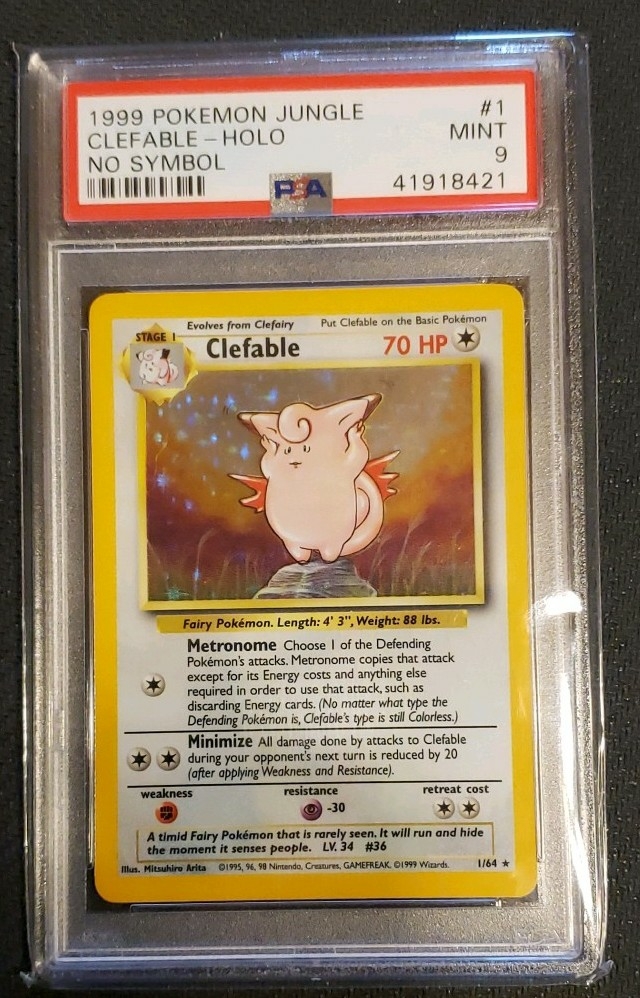 1999 POKEMON JUNGLE #1
CLEFABLE – HOLO MINT
NO SYMBOL 9
PSA 41918421
Evolves from Clefairy Put Clefable on the Basic Pokémon
STAGE 1
Clefable 70 HP
Fairy Pokémon. Length: 4' 3", Weight: 88 lbs.
Metronome Choose 1 of the Defending
Pokémon's attacks. Metronome copies that attack
except for its Energy costs and anything else
required in order to use that attack, such as
discarding Energy cards. (No matter what type the
Defending Pokémon is, Clefable's type is still Colorless.)
Minimize All damage done by attacks to Clefable
during your opponent's next turn is reduced by 20
(after applying Weakness and Resistance).
weakness resistance retreat cost
-30
A timid Fairy Pokémon that is rarely seen. It will run and hide
the moment it senses people. LV. 34 #36
Illus. Mitsuhiro Arita ©1995, 96, 98 Nintendo, Creatures, GAMEFREAK. ©1999 Wizards. 1/64 ★